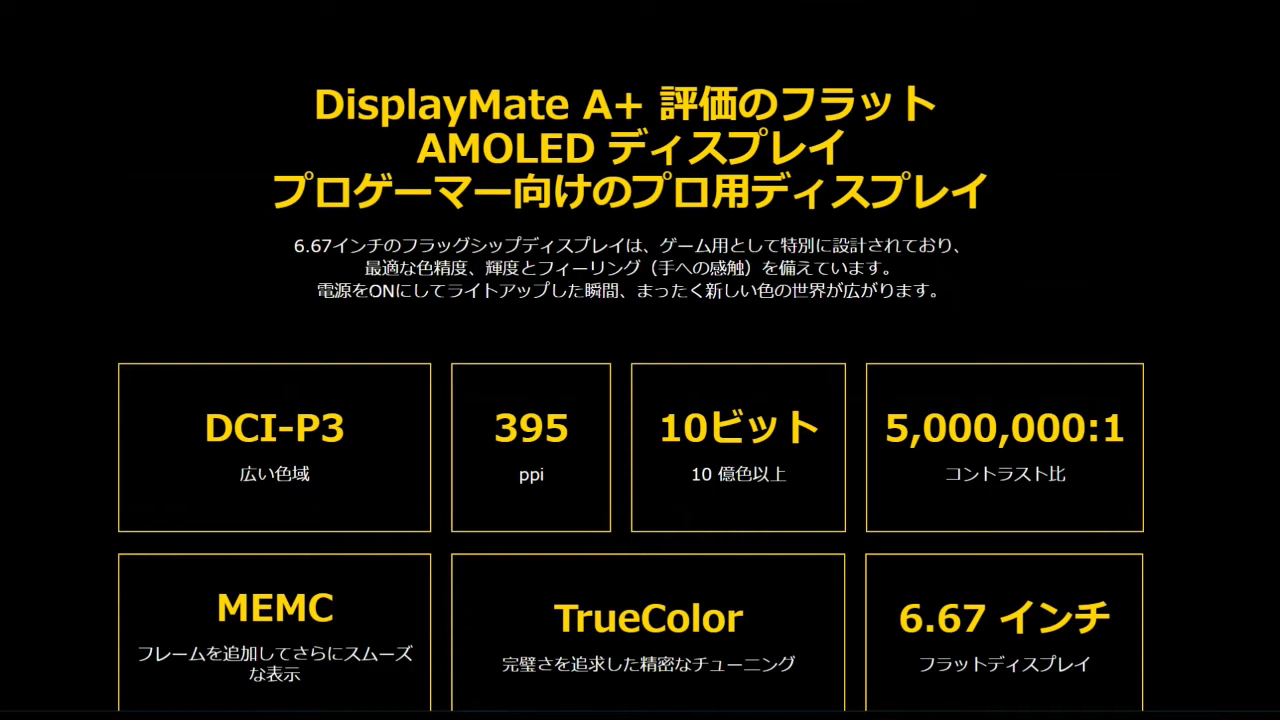 DisplayMate A+ 評価のフラット
AMOLED ディスプレイ
プロゲーマー向けのプロ用ディスプレイ
6.67インチのフラッグシップディスプレイは、ゲーム用として特別に設計されており、
最適な色精度、輝度とフィーリング（手への感触）を備えています。
電源をONにしてライトアップした瞬間、まったく新しい色の世界が広がります。
DCI-P3
広い色域
395
ppi
10ビット
10 億色以上
5,000,000:1
コントラスト比
MEMC
フレームを追加してさらにスムーズ
な表示
TrueColor
完璧さを追求した精密なチューニング
6.67 インチ
フラットディスプレイ